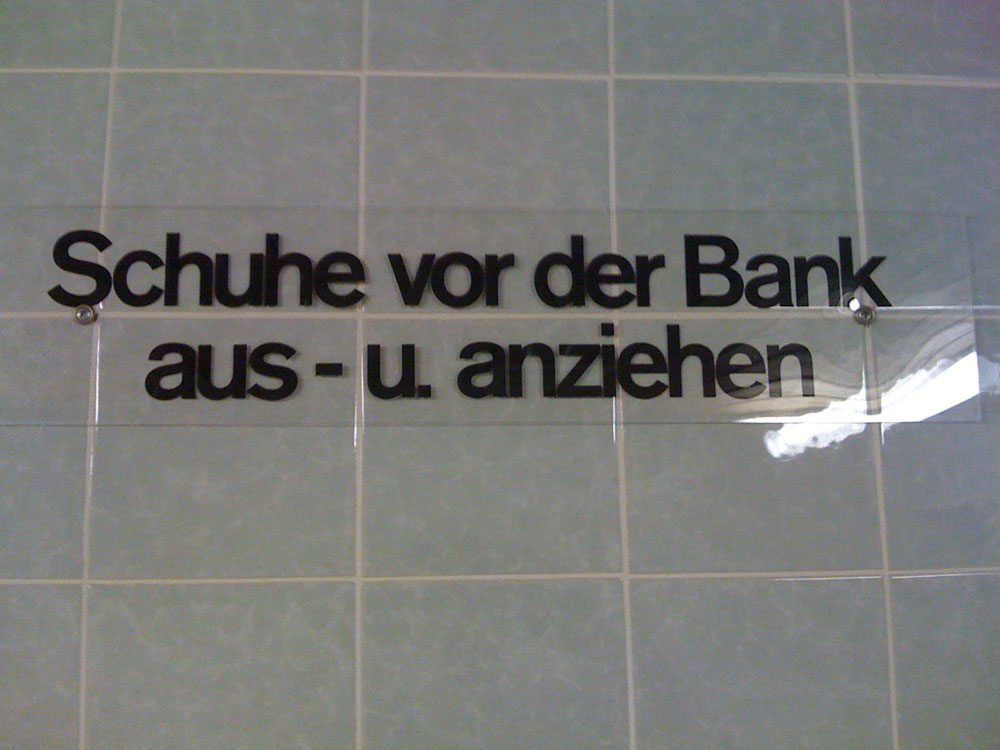 Schuhe vor der Bank
aus - u. anziehen